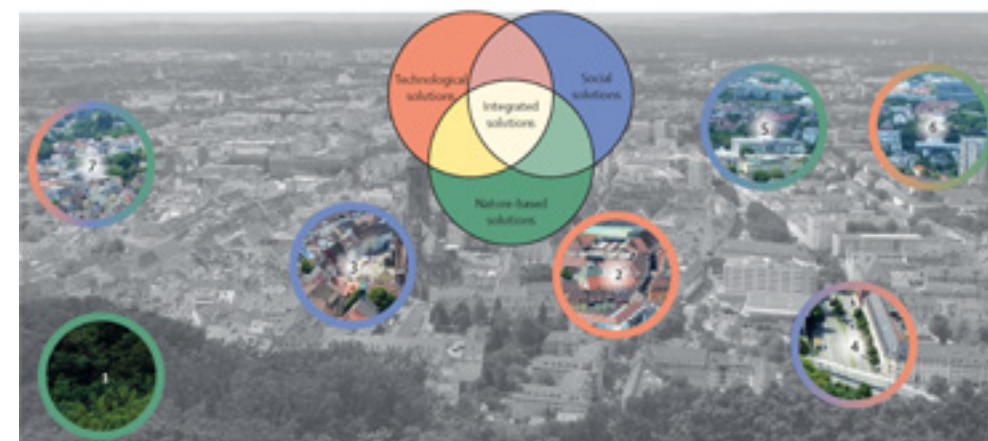 Technological
solutions
Social
solutions
Integrated
solutions
Nature-based
solutions
7
5
6
3
2
4
1